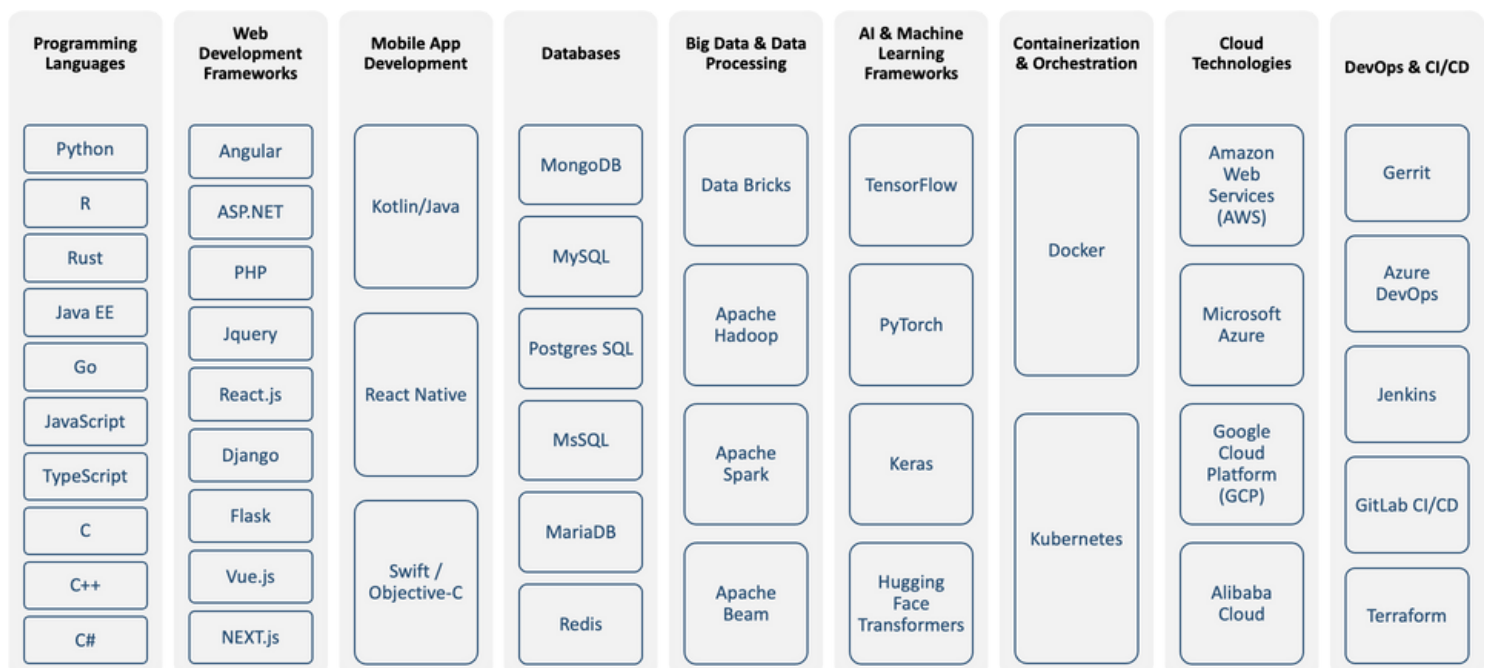 Programming
Languages
Python
R
Rust
Java EE
Go
JavaScript
TypeScript
C
C++
C#
Web
Development
Frameworks
Angular
ASP.NET
PHP
Jquery
React.js
Django
Flask
Vue.js
NEXT.js
Mobile App
Development
Kotlin/Java
React Native
Swift /
Objective-C
Databases
MongoDB
MySQL
Postgres SQL
MsSQL
MariaDB
Redis
Big Data & Data
Processing
Data Bricks
Apache
Hadoop
Apache
Spark
Apache
Beam
AI & Machine
Learning
Frameworks
TensorFlow
PyTorch
Keras
Hugging
Face
Transformers
Containerization
& Orchestration
Docker
Kubernetes
Cloud
Technologies
Amazon
Web
Services
(AWS)
Microsoft
Azure
Google
Cloud
Platform
(GCP)
Alibaba
Cloud
DevOps & CI/CD
Gerrit
Azure
DevOps
Jenkins
GitLab CI/CD
Terraform